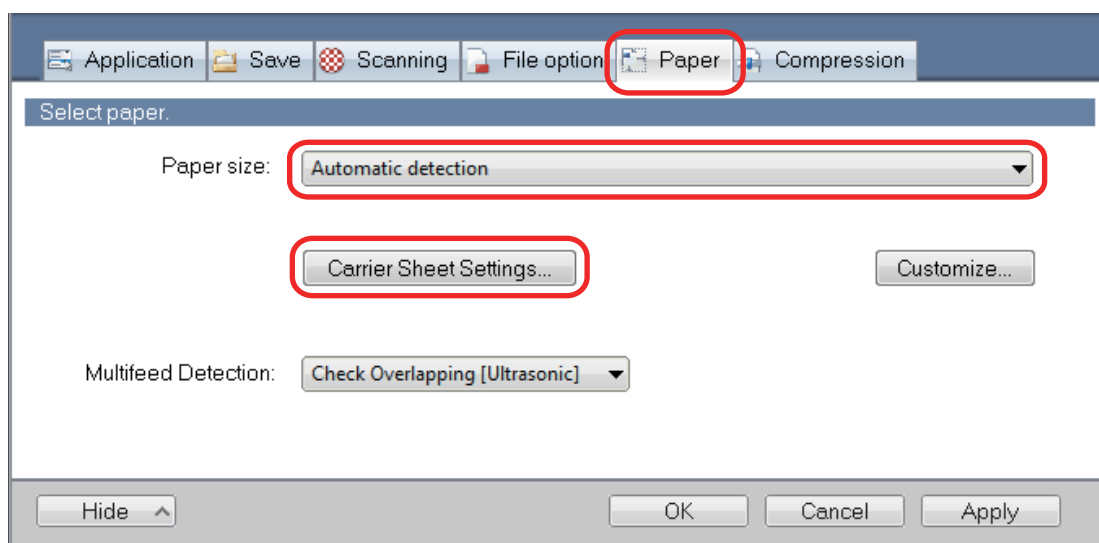 Application Save Scanning File option Paper Compression
Select paper.
Paper size: Automatic detection
Carrier Sheet Settings... Customize...
Multifeed Detection: Check Overlapping [Ultrasonic]
Hide OK Cancel Apply